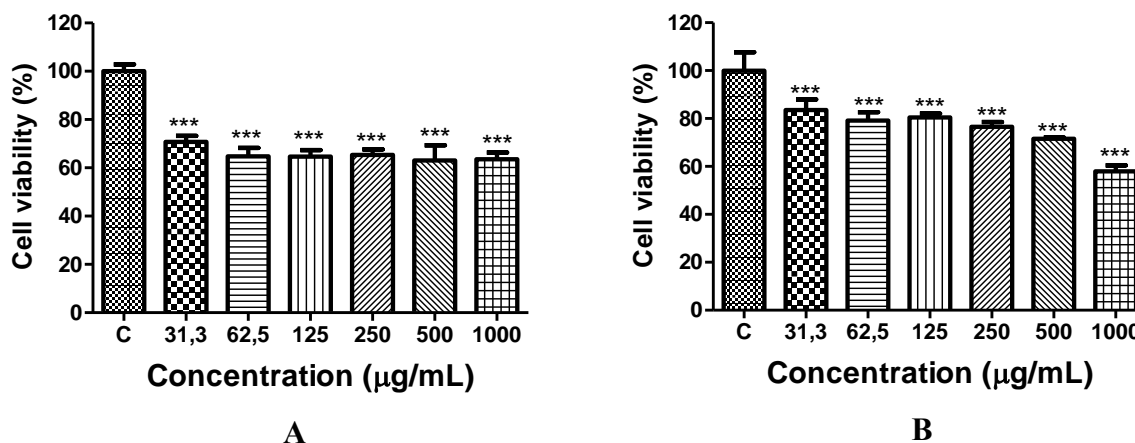 120
100
80
60
40
20
0
Cell viability (%)
*** *** *** *** *** ***
C 31,3 62,5 125 250 500 1000
Concentration (μg/mL)
A
120
100
80
60
40
20
0
Cell viability (%)
*** *** *** *** *** ***
C 31,3 62,5 125 250 500 1000
Concentration (μg/mL)
B